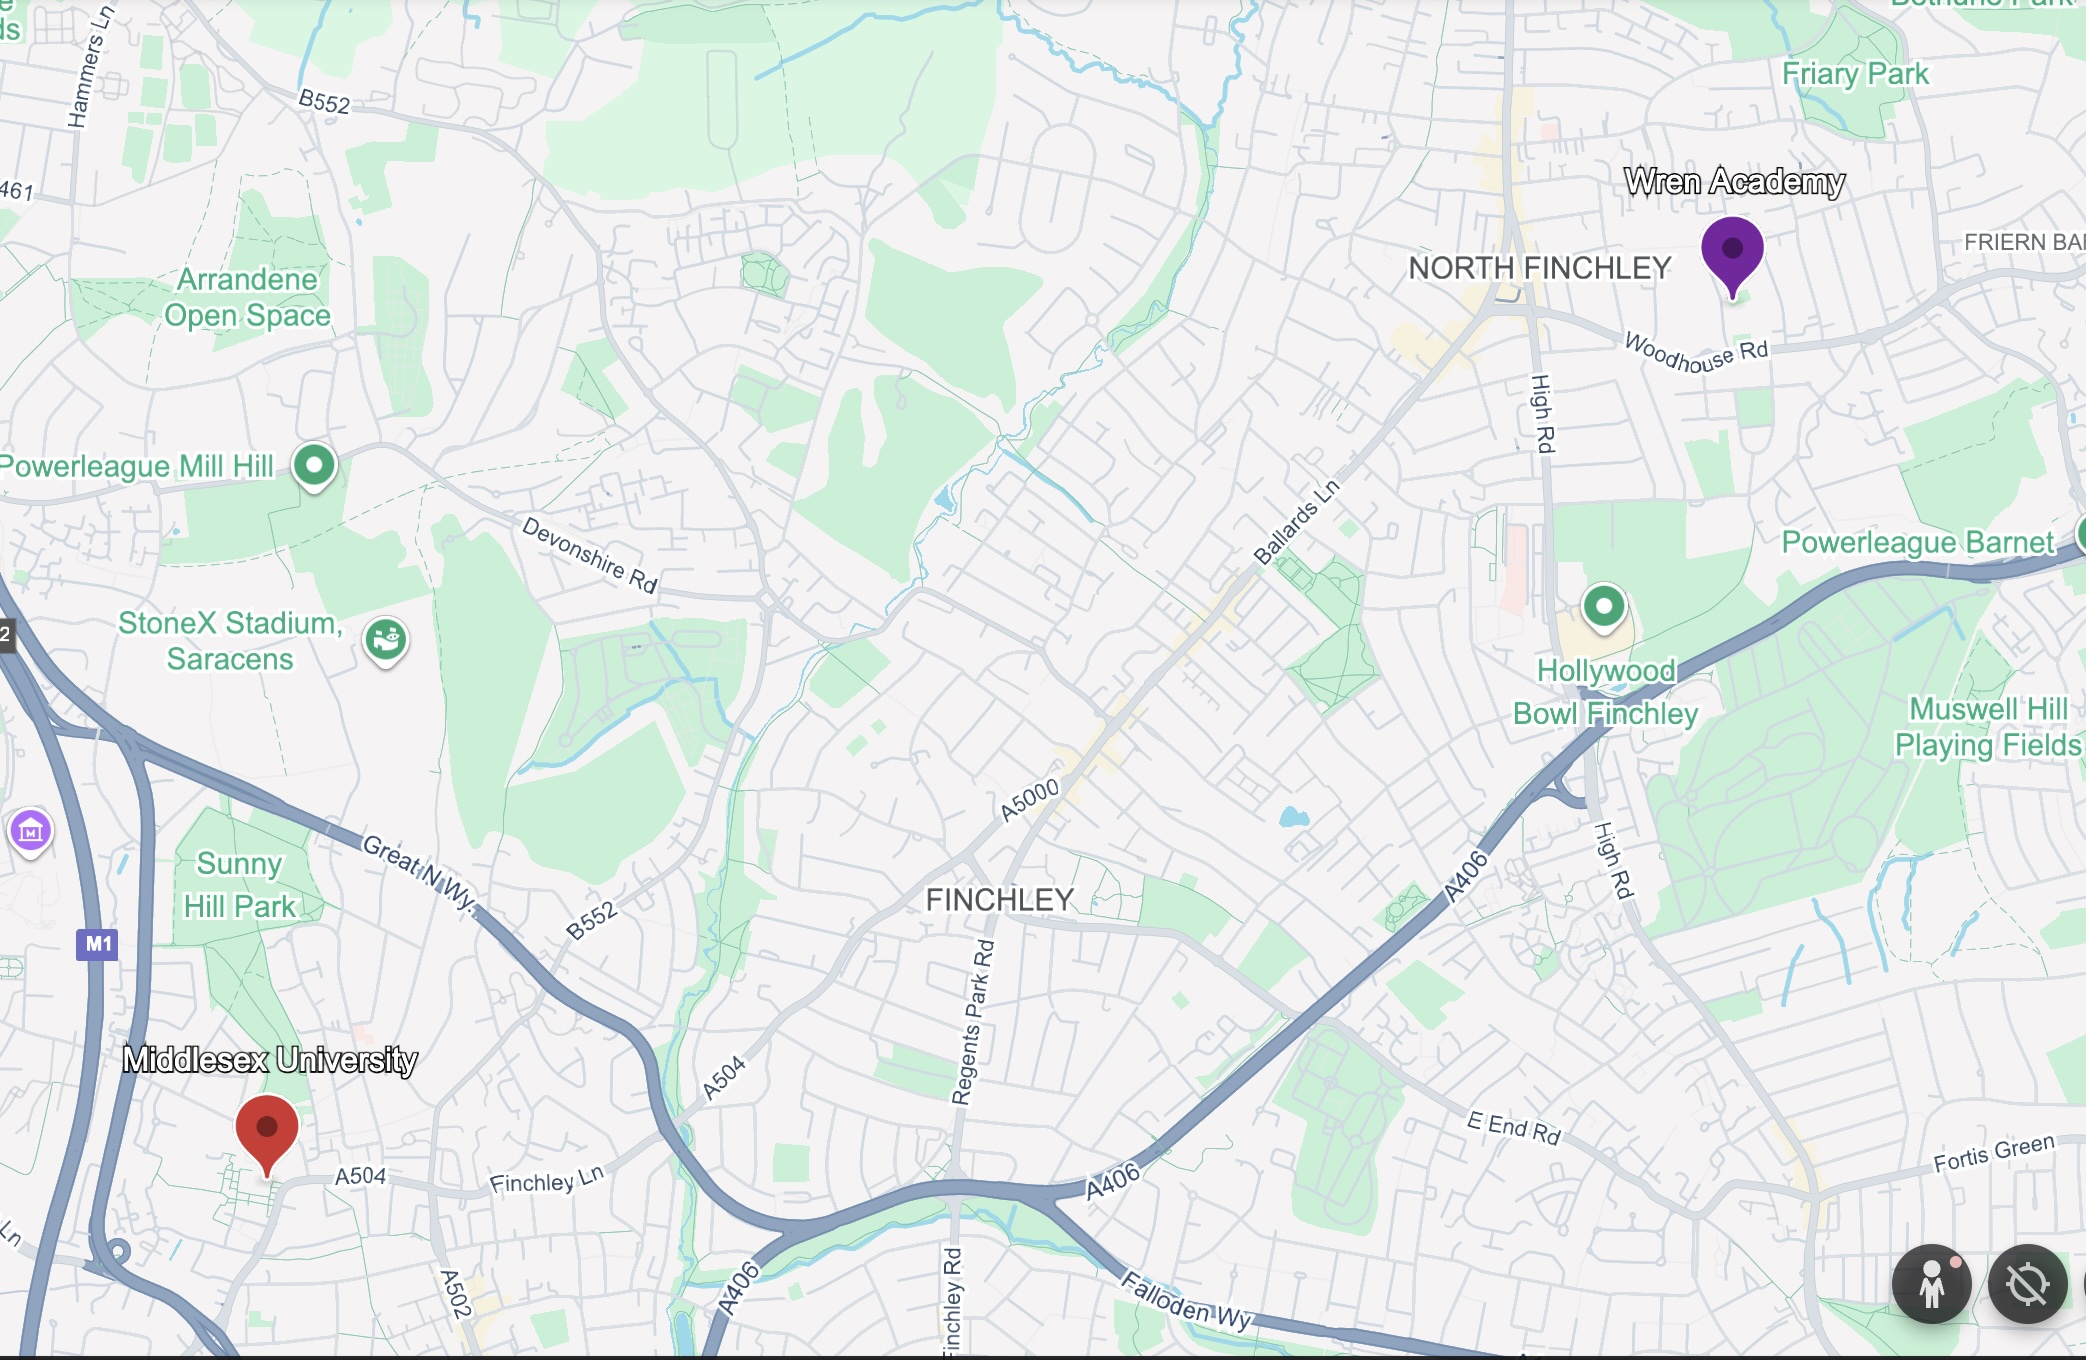 Hammers Ln
B552
461
Friary Park
Wren Academy
NORTH FINCHLEY
FRIERN BAR
Woodhouse Rd
High Rd
Arrandene
Open Space
Powerleague Mill Hill
Devonshire Rd
Ballards Ln
Powerleague Barnet
StoneX Stadium,
Saracens
2
Hollywood
Bowl Finchley
Muswell Hill
Playing Fields
A5000
Great N Wy.
Sunny
Hill Park
FINCHLEY
B552
A406
High Rd
M1
Regents Park Rd
A504
Middlesex University
A504
Finchley Ln
A406
E End Rd
Fortis Green
Ln
A502
A406
Finchley Rd
Falloden Wy